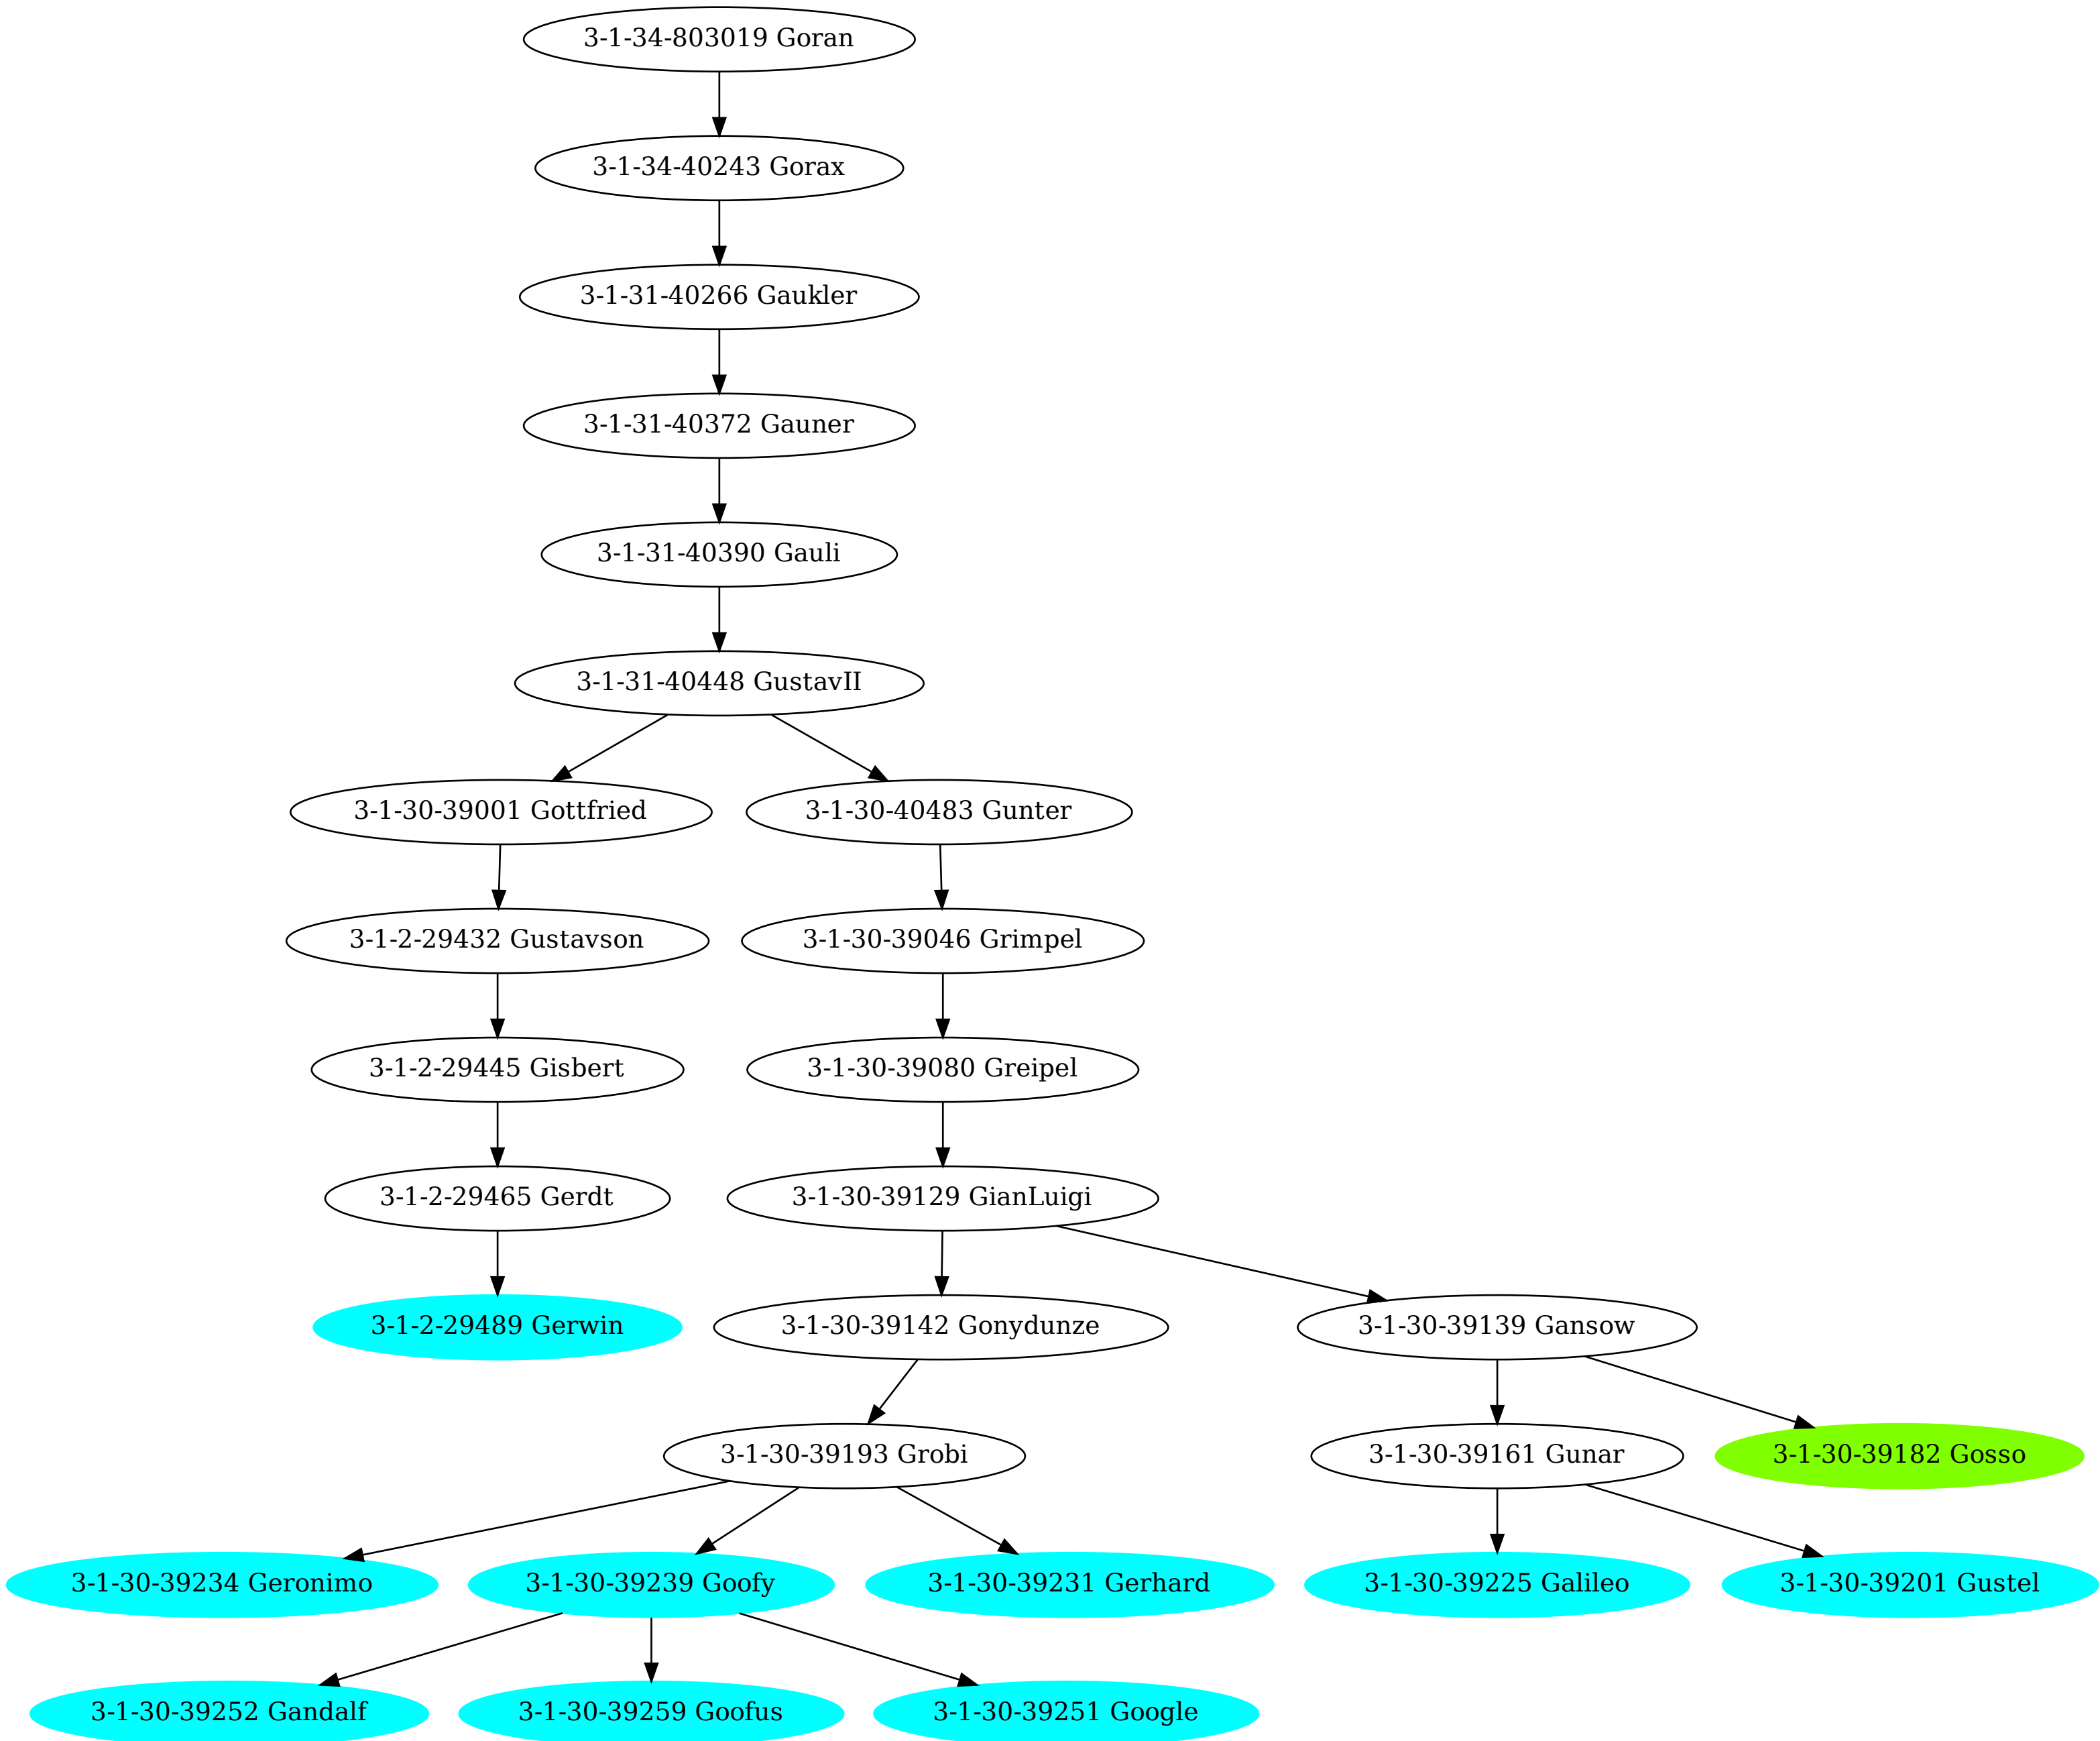 3-1-34-803019 Goran
3-1-34-40243 Gorax
3-1-31-40266 Gaukler
3-1-31-40372 Gauner
3-1-31-40390 Gauli
3-1-31-40448 GustavII
3-1-30-39001 Gottfried
3-1-30-40483 Gunter
3-1-2-29432 Gustavson
3-1-30-39046 Grimpel
3-1-2-29445 Gisbert
3-1-30-39080 Greipel
3-1-2-29465 Gerdt
3-1-30-39129 GianLuigi
3-1-2-29489 Gerwin
3-1-30-39142 Gonydunze
3-1-30-39139 Gansow
3-1-30-39193 Grobi
3-1-30-39161 Gunar
3-1-30-39182 Gosso
3-1-30-39234 Geronimo
3-1-30-39239 Goofy
3-1-30-39231 Gerhard
3-1-30-39225 Galileo
3-1-30-39201 Gustel
3-1-30-39252 Gandalf
3-1-30-39259 Goofus
3-1-30-39251 Google